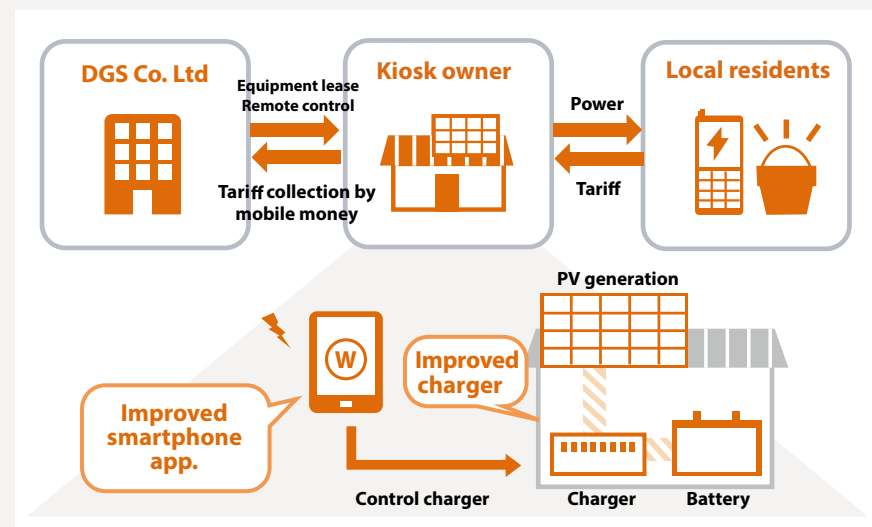 DGS Co. Ltd
Equipment lease
Remote control
Tariff collection by
mobile money
Kiosk owner
Power
Tariff
Local residents
PV generation
W
Improved
smartphone
app.
Improved
charger
Control charger
Charger
Battery